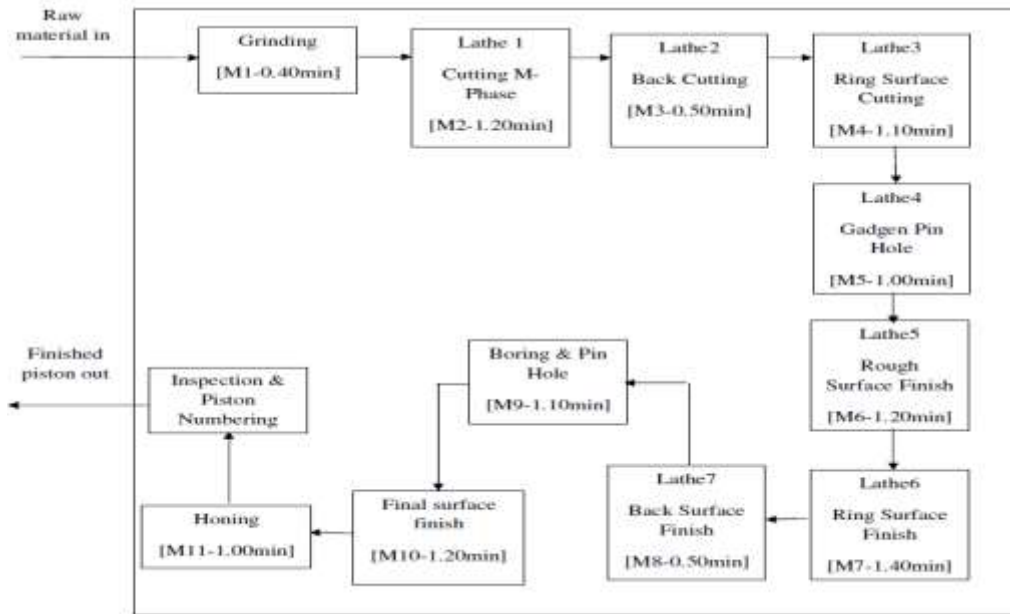 Raw
material in
Grinding
[M1-0.40min]
Lathe 1
Cutting M-
Phase
[M2-1.20min]
Lathe2
Back Cutting
[M3-0.50min]
Lathe3
Ring Surface
Cutting
[M4-1.10min]
Lathe4
Gadgen Pin
Hole
[M5-1.00min]
Lathe5
Rough
Surface Finish
[M6-1.20min]
Lathe6
Ring Surface
Finish
[M7-1.40min]
Lathe7
Back Surface
Finish
[M8-0.50min]
Boring & Pin
Hole
[M9-1.10min]
Final surface
finish
[M10-1.20min]
Honing
[M11-1.00min]
Inspection &
Piston
Numbering
Finished
piston out